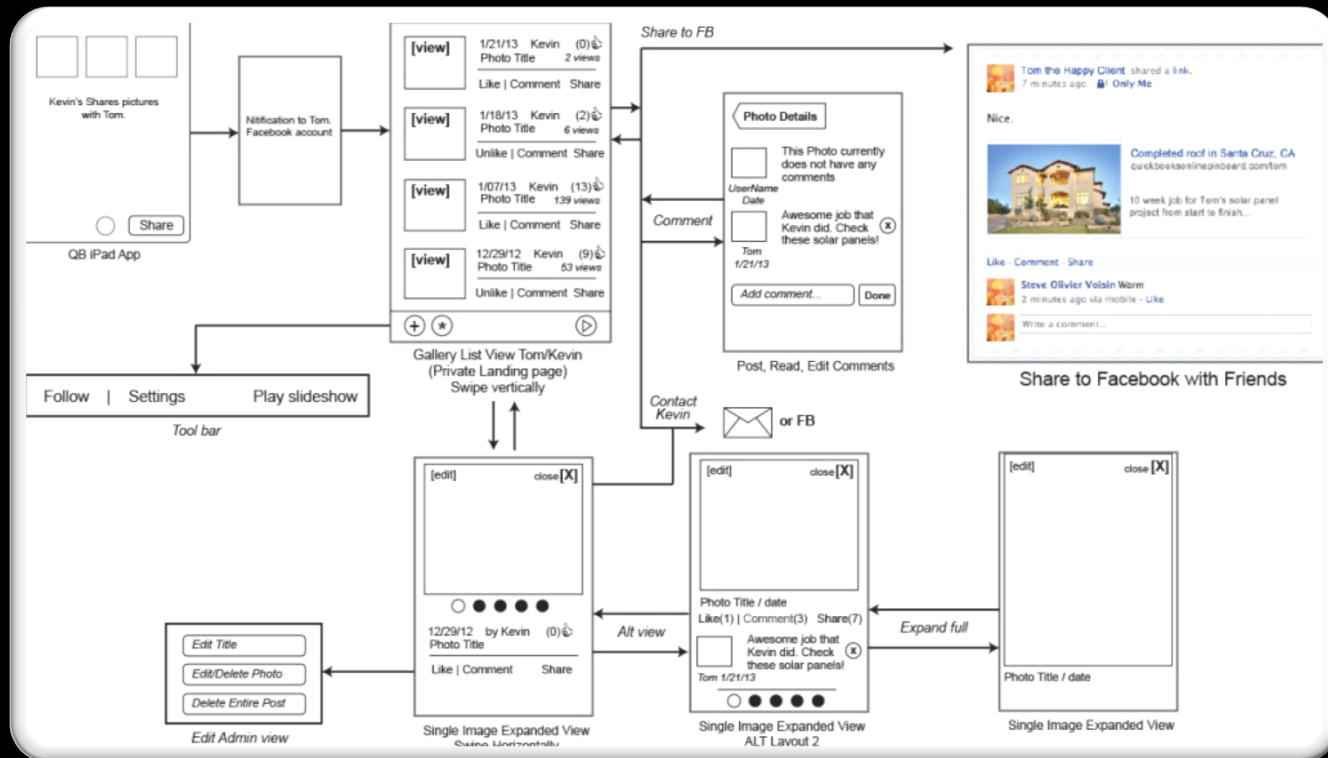 Kevin's Shares pictures
with Tom.
Share
QB iPad App
Nitification to Tom.
Facebook account
[view]
1/21/13 Kevin (0)
Photo Title 2 views
Like | Comment Share
[view]
1/18/13 Kevin (2)
Photo Title 6 views
Unlike | Comment Share
[view]
1/07/13 Kevin (13)
Photo Title 139 views
Like | Comment Share
[view]
12/29/12 Kevin (9)
Photo Title 53 views
Unlike | Comment Share
Gallery List View Tom/Kevin
(Private Landing page)
Swipe vertically
Follow | Settings Play slideshow
Tool bar
Share to FB
Comment
Contact
Kevin
or FB
Photo Details
This Photo currently
does not have any
comments
UserName
Date
Awesome job that
Kevin did. Check
these solar panels!
(x)
Tom
1/21/13
Add comment...
Done
Post, Read, Edit Comments
Tom the Happy Client shared a link.
7 minutes ago Only Me
Nice.
Completed roof in Santa Cruz, CA
quickbooksonlinepinboard.com/tom
10 week job for Tom's solar panel
project from start to finish...
Like · Comment · Share
Steve Olivier Voisin Warm
2 minutes ago via mobile · Like
Write a comment...
Share to Facebook with Friends
[edit] close [X]
12/29/12 by Kevin (0)
Photo Title
Like | Comment Share
Single Image Expanded View
Swipe Horizontally
Edit Title
Edit/Delete Photo
Delete Entire Post
Edit Admin view
Alt view
[edit] close [X]
Photo Title / date
Like(1) | Comment(3) Share(7)
Awesome job that
Kevin did. Check
these solar panels!
(x)
Tom 1/21/13
Single Image Expanded View
ALT Layout 2
Expand full
[edit] close [X]
Photo Title / date
Single Image Expanded View